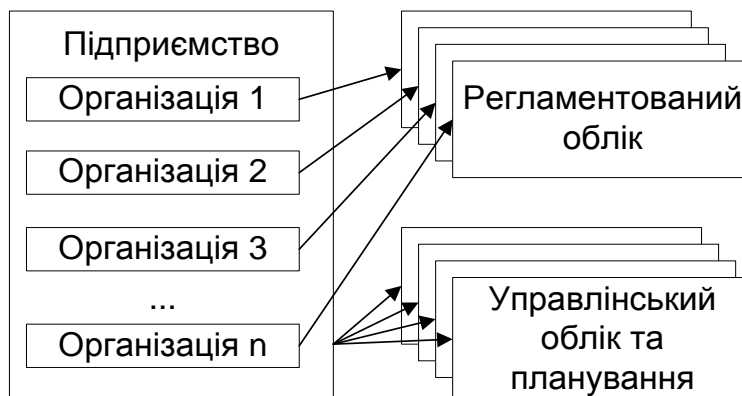 Підприємство
Організація 1
Організація 2
Організація 3
...
Організація n
Регламентований
облік
Управлінський
облік та
планування